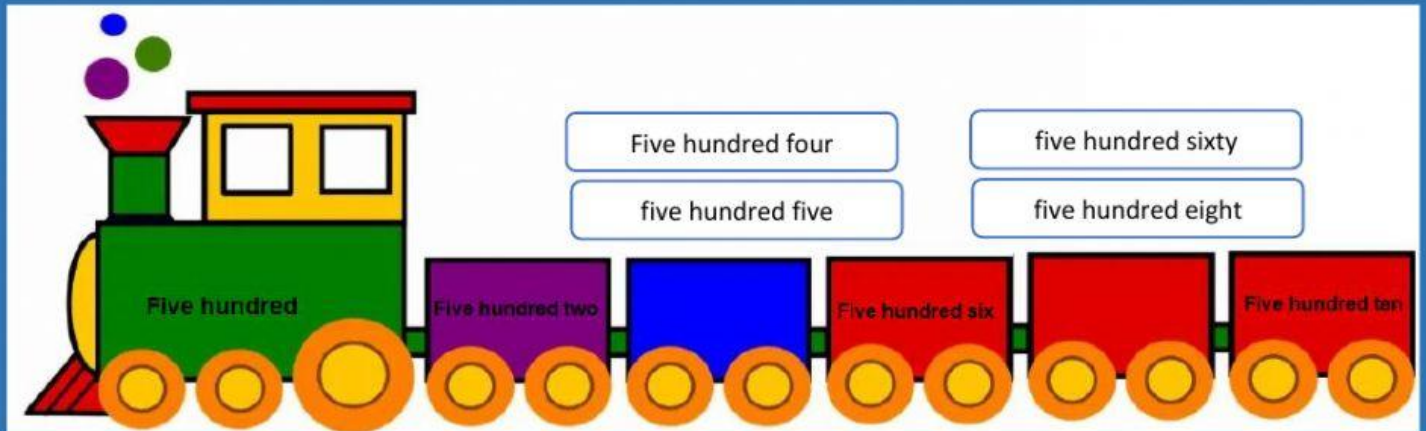 Five hundred four
five hundred sixty
five hundred five
five hundred eight
Five hundred
Five hundred two
Five hundred six
Five hundred ten